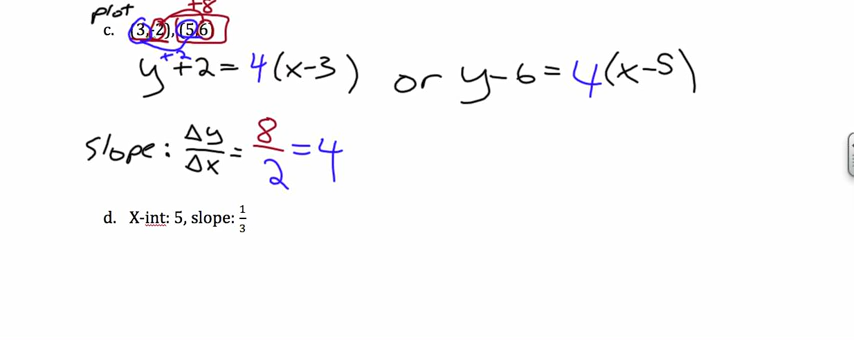 plot +8
c. (3,-2), (5,6)
+2
y+2=4(x-3) or y-6=4(x-5)
slope: Δy/Δx = 8/2 = 4
d. X-int: 5, slope: 1/3